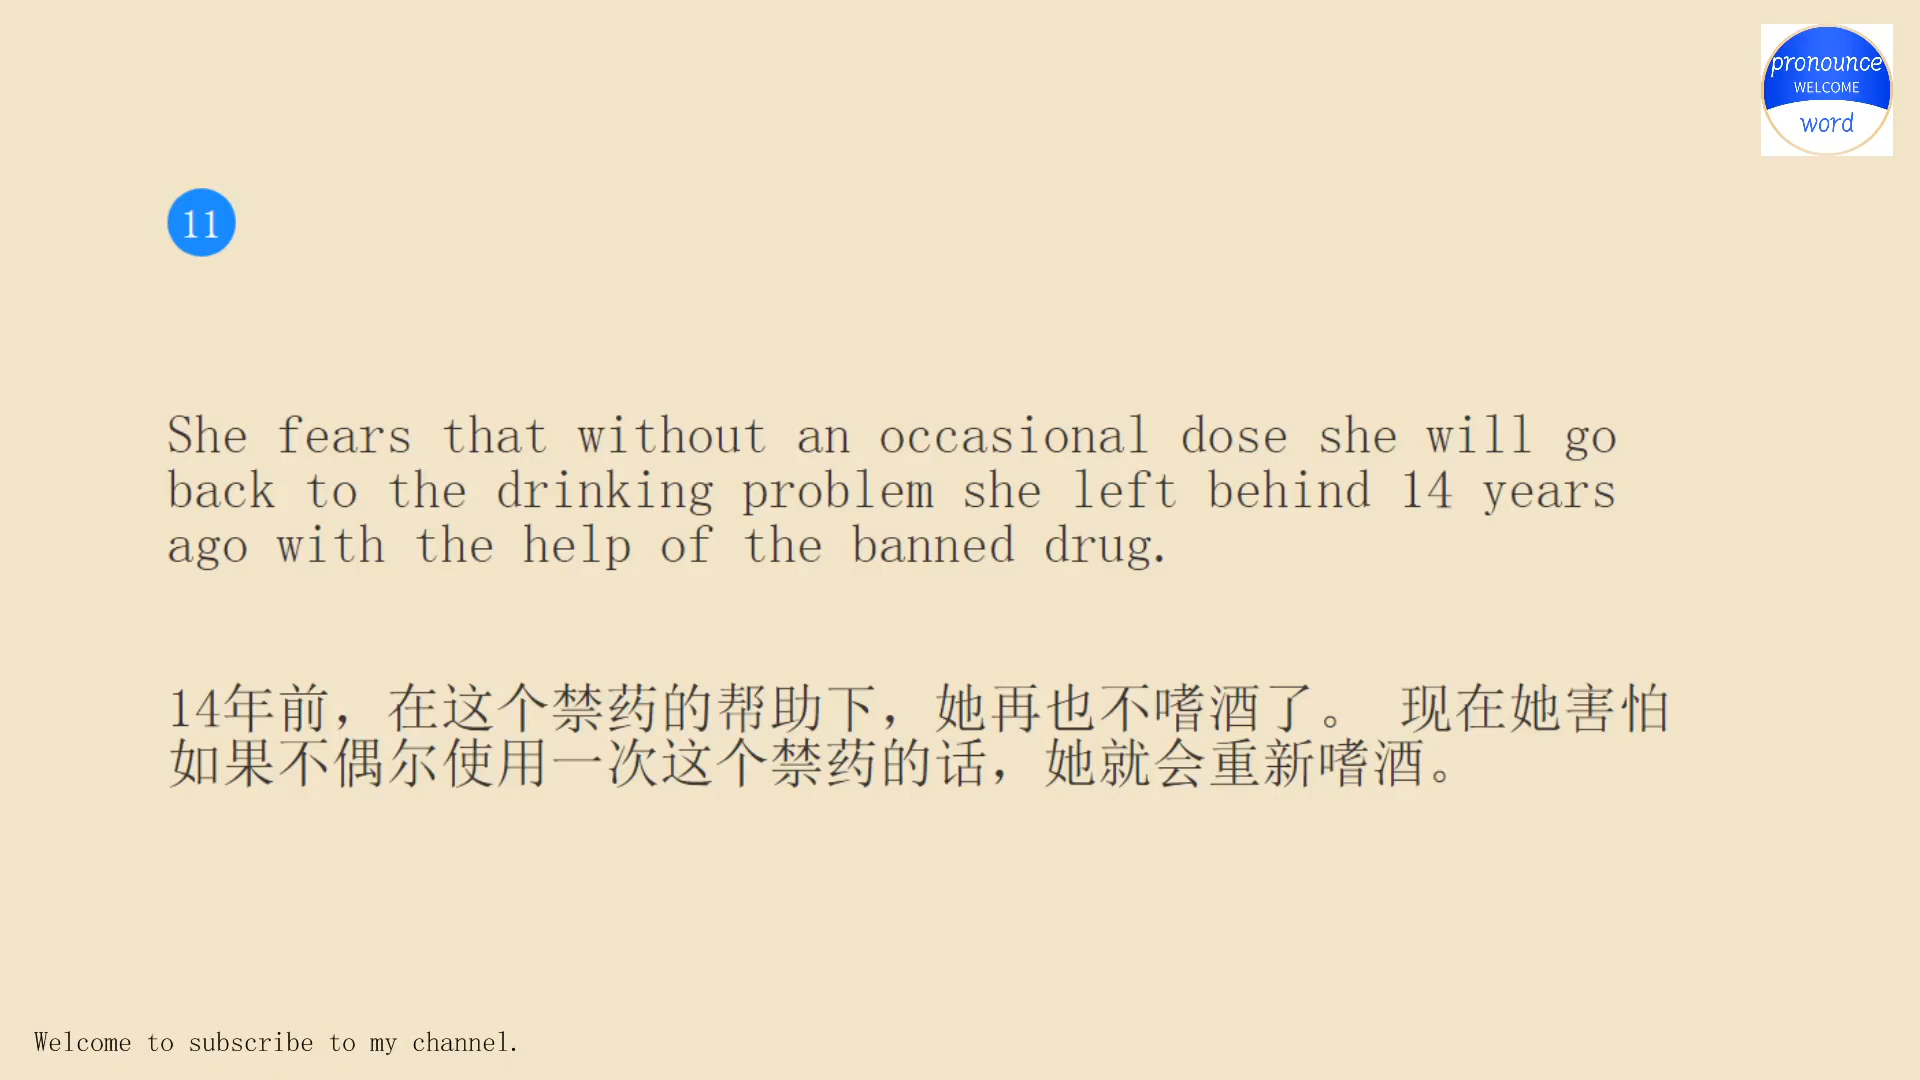 pronounce
WELCOME
word
11
She fears that without an occasional dose she will go
back to the drinking problem she left behind 14 years
ago with the help of the banned drug.
14年前，在这个禁药的帮助下，她再也不嗜酒了。 现在她害怕
如果不偶尔使用一次这个禁药的话，她就会重新嗜酒。
Welcome to subscribe to my channel.